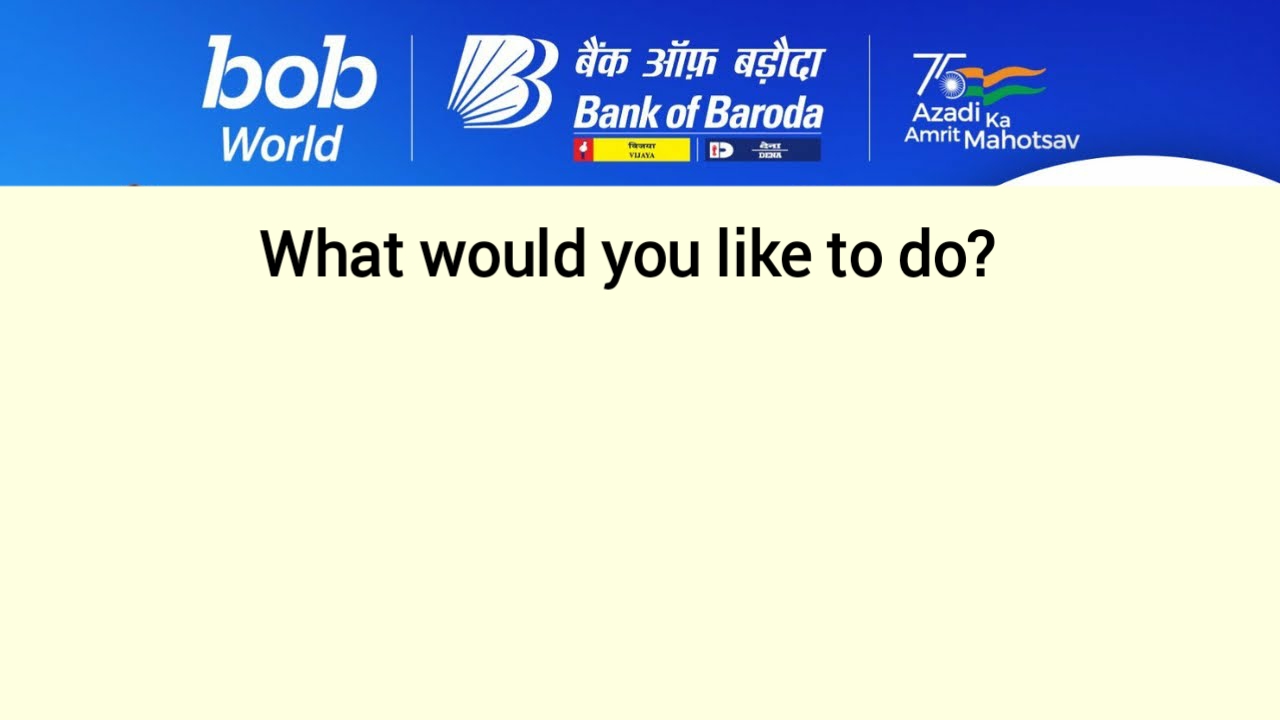 bob
World
बैंक ऑफ़ बड़ौदा
Bank of Baroda
विजया
VIJAYA
देना
DENA
75
Azadi Ka
Amrit Mahotsav
What would you like to do?